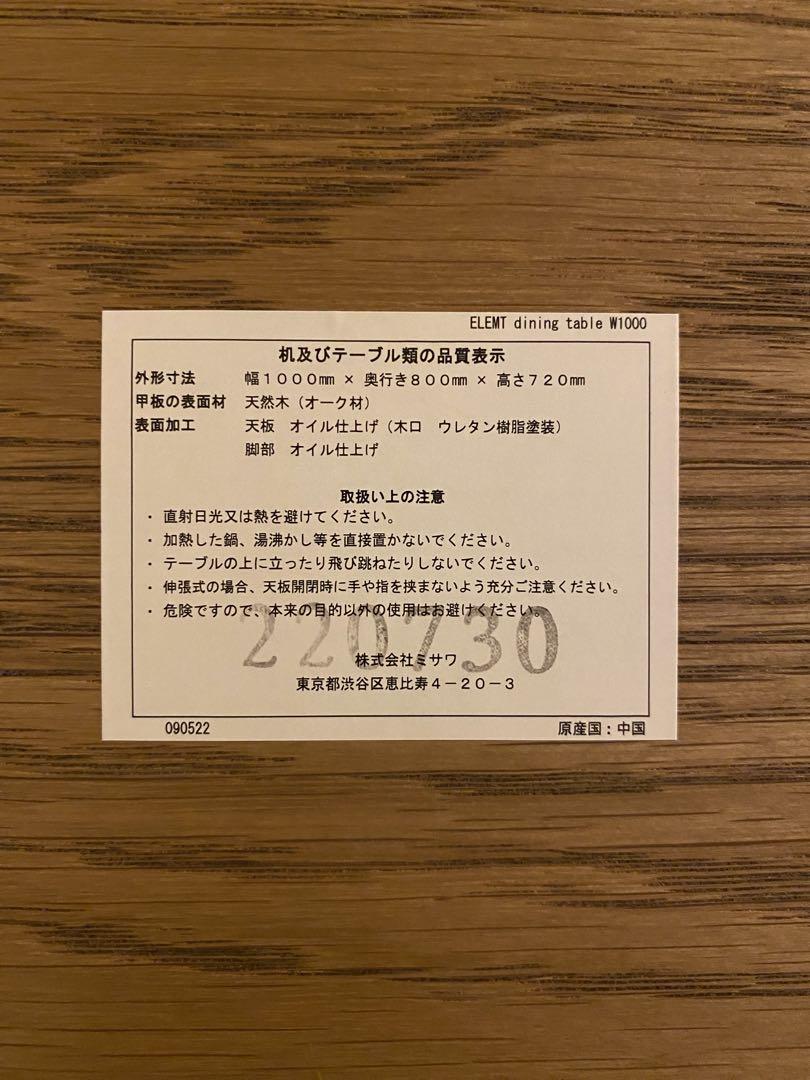 ELEMT dining table W1000
机及びテーブル類の品質表示
外形寸法 幅１０００㎜ × 奥行き８００㎜ × 高さ７２０㎜
甲板の表面材 天然木（オーク材）
表面加工 天板 オイル仕上げ（木口 ウレタン樹脂塗装）
脚部 オイル仕上げ
取扱い上の注意
・ 直射日光又は熱を避けてください。
・ 加熱した鍋、湯沸かし等を直接置かないでください。
・ テーブルの上に立ったり飛び跳ねたりしないでください。
・ 伸張式の場合、天板開閉時に手や指を挟まないよう充分ご注意ください。
・ 危険ですので、本来の目的以外の使用はお避けください。
220730
株式会社ミサワ
東京都渋谷区恵比寿４－２０－３
090522 原産国：中国